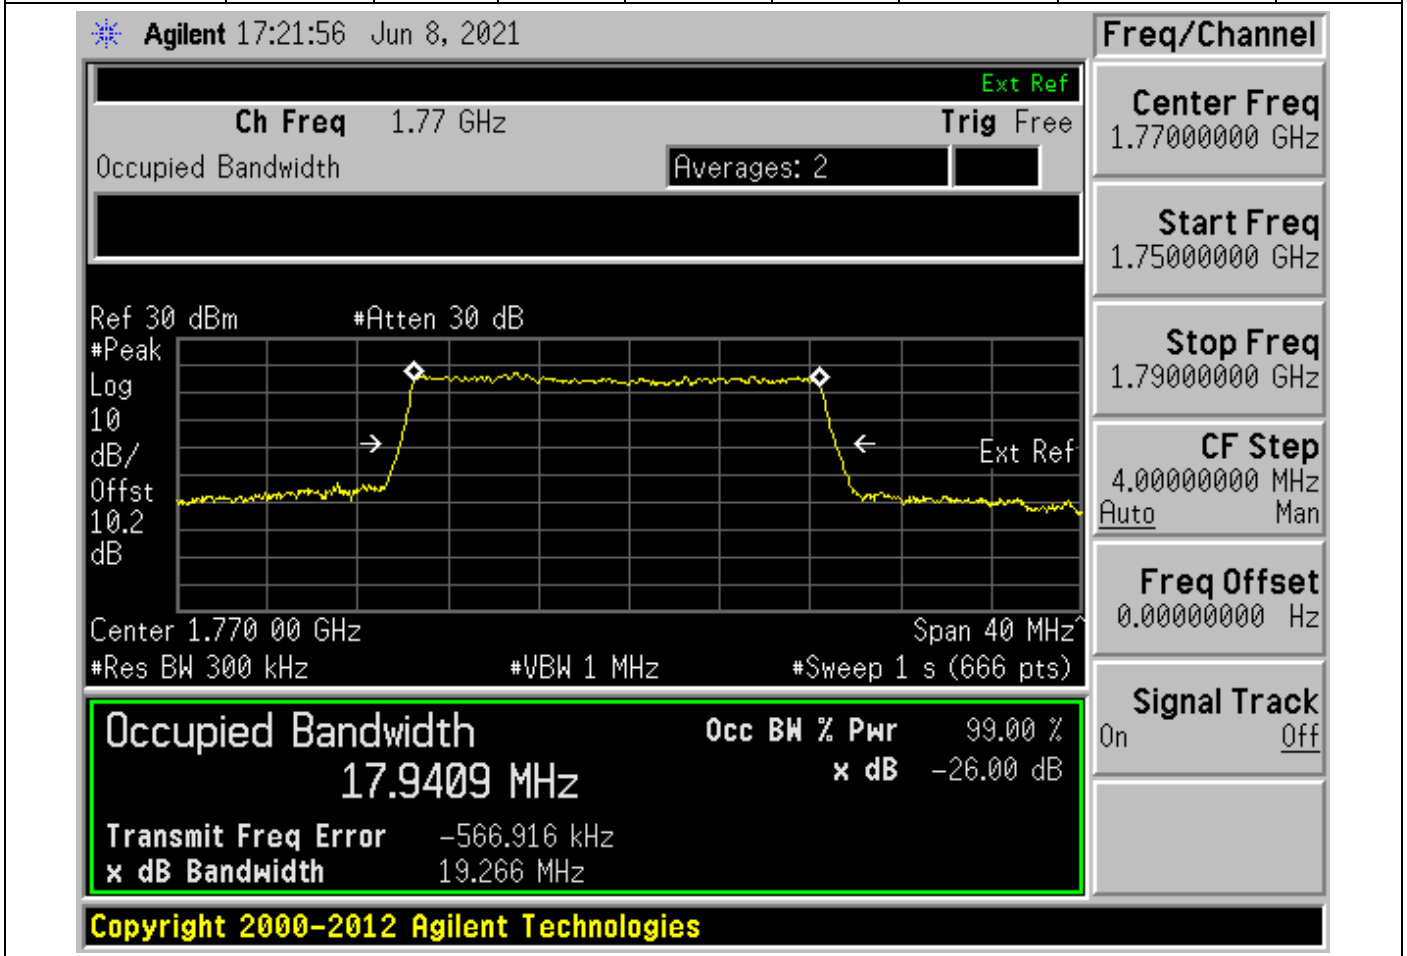 Agilent 17:21:56 Jun 8, 2021
Freq/Channel
Ext Ref
Ch Freq 1.77 GHz Trig Free
Occupied Bandwidth Averages: 2
Ref 30 dBm #Atten 30 dB
#Peak
Log
10
dB/
Offst
10.2
dB
Ext Ref
Center 1.770 00 GHz Span 40 MHz^
#Res BW 300 kHz #VBW 1 MHz #Sweep 1 s (666 pts)
Occupied Bandwidth Occ BW % Pwr 99.00 %
17.9409 MHz x dB -26.00 dB
Transmit Freq Error -566.916 kHz
x dB Bandwidth 19.266 MHz
Copyright 2000-2012 Agilent Technologies
Center Freq
1.77000000 GHz
Start Freq
1.75000000 GHz
Stop Freq
1.79000000 GHz
CF Step
4.00000000 MHz
Auto Man
Freq Offset
0.00000000 Hz
Signal Track
On Off